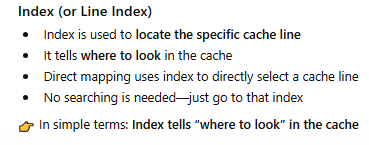 Index (or Line Index)
• Index is used to locate the specific cache line
• It tells where to look in the cache
• Direct mapping uses index to directly select a cache line
• No searching is needed—just go to that index
👉 In simple terms: Index tells “where to look” in the cache